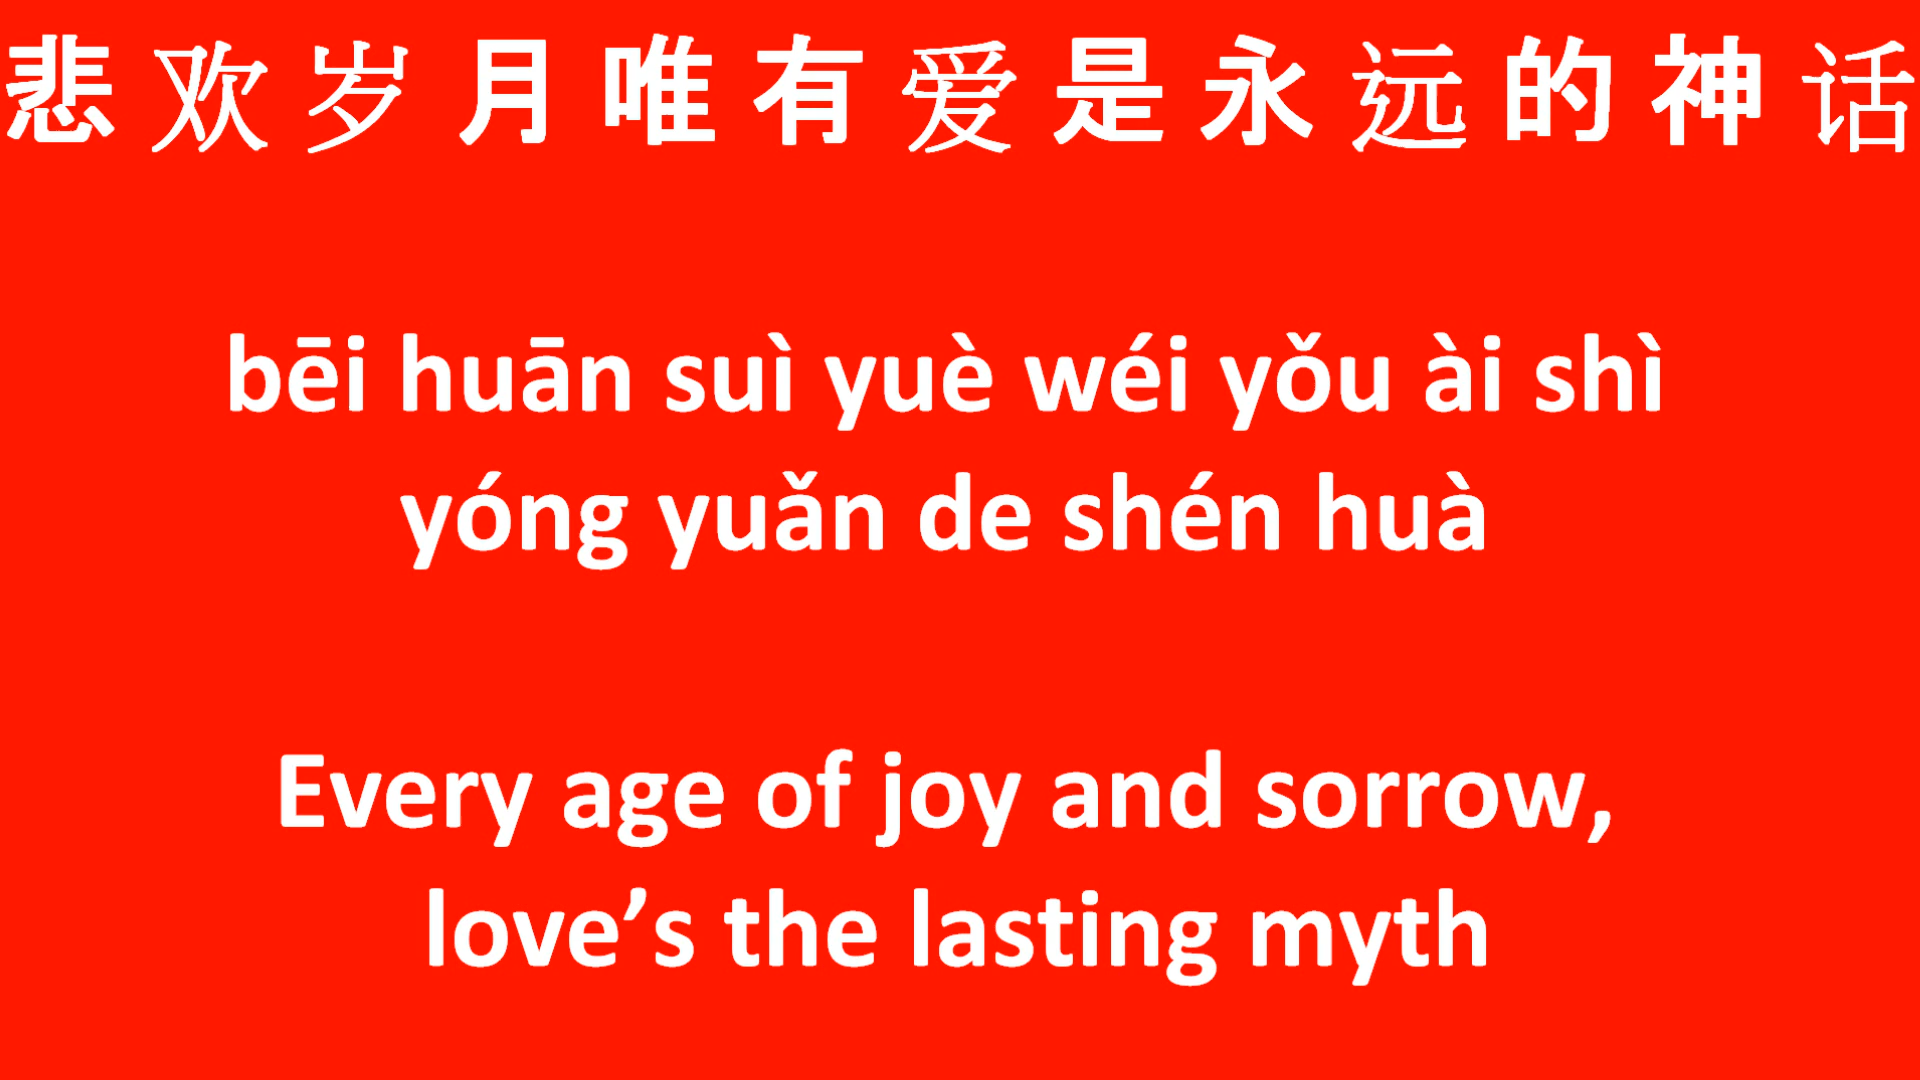 悲欢岁月唯有爱是永远的神话
bēi huān suì yuè wéi yǒu ài shì
yóng yuǎn de shén huà
Every age of joy and sorrow,
love’s the lasting myth